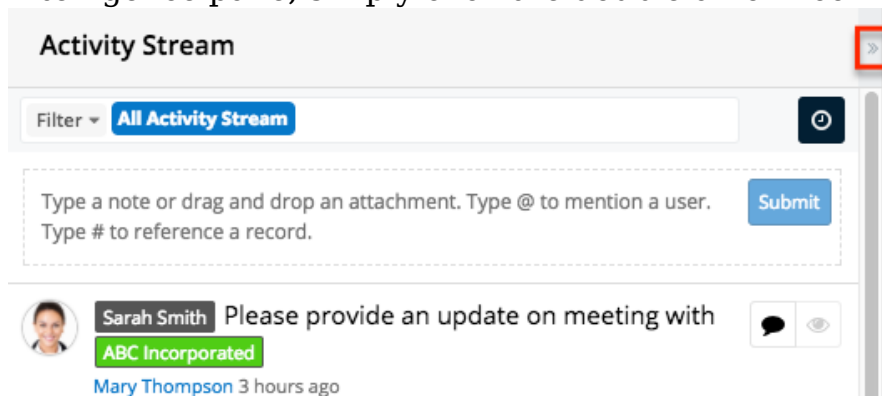 Activity Stream
»
Filter All Activity Stream
Type a note or drag and drop an attachment. Type @ to mention a user.
Type # to reference a record.
Submit
Sarah Smith Please provide an update on meeting with
ABC Incorporated
Mary Thompson 3 hours ago